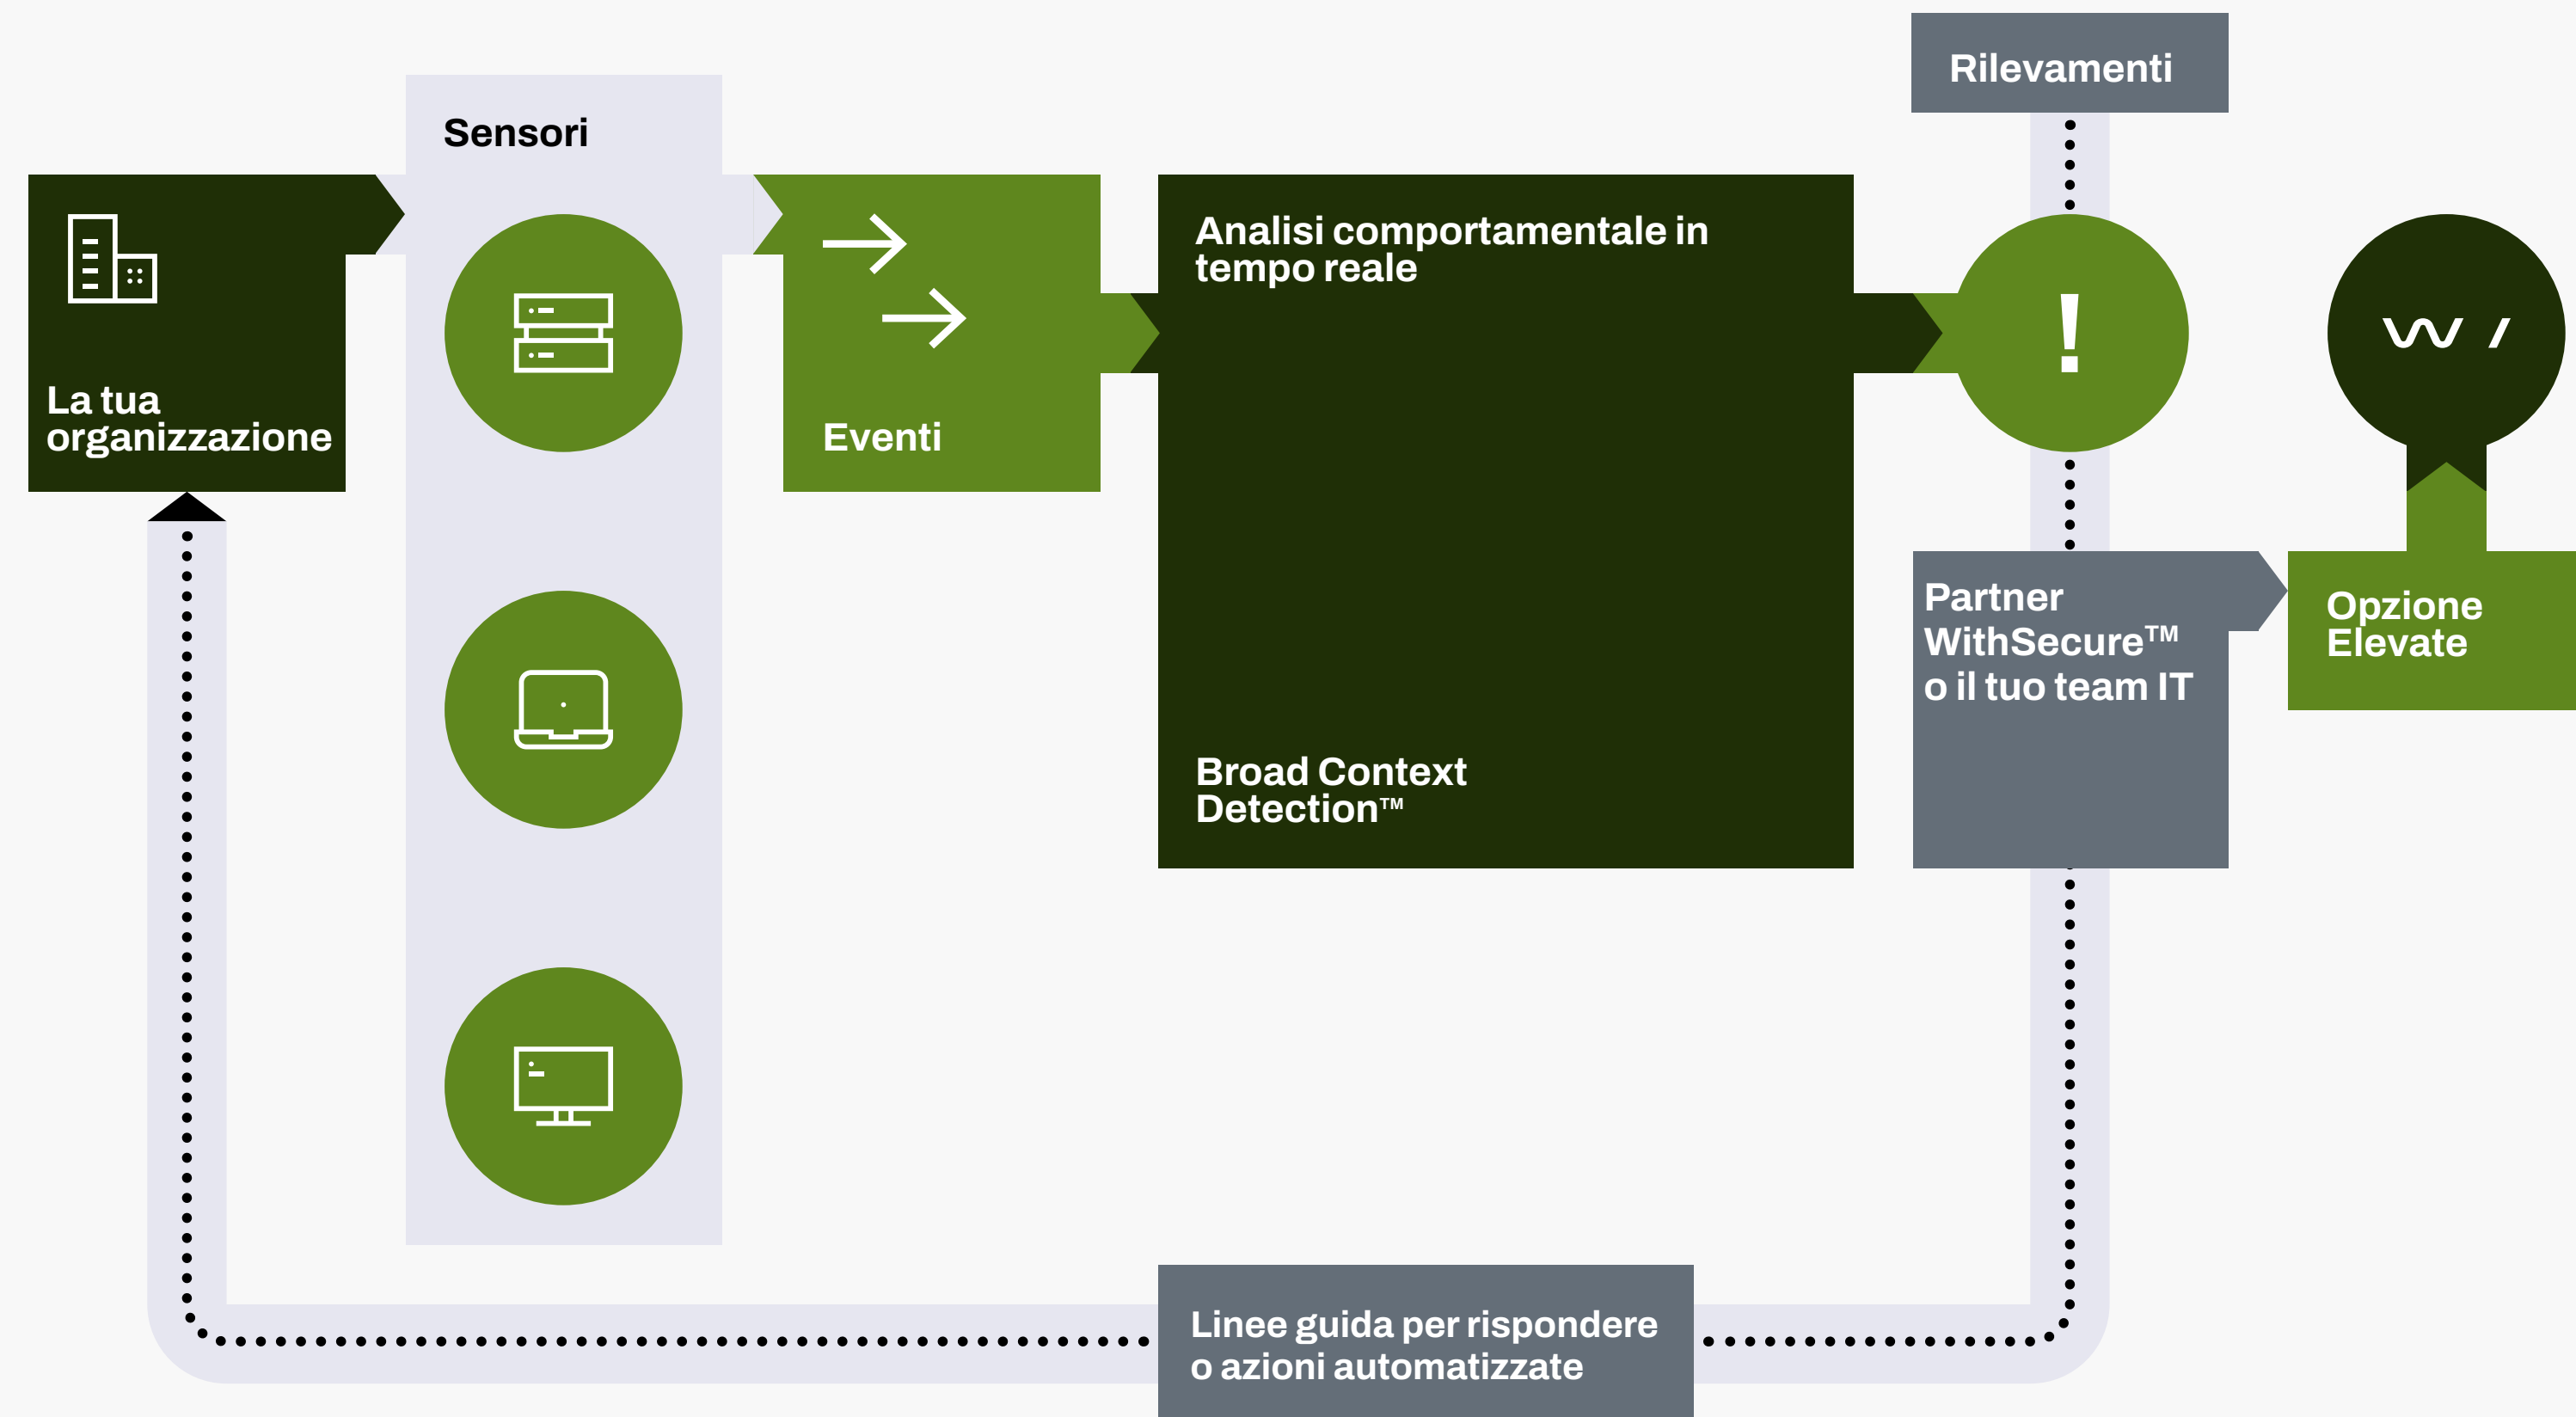 Rilevamenti
Sensori
La tua
organizzazione
Eventi
Analisi comportamentale in
tempo reale
Broad Context
Detection™
!
Partner
WithSecure™
o il tuo team IT
Opzione
Elevate
Linee guida per rispondere
o azioni automatizzate